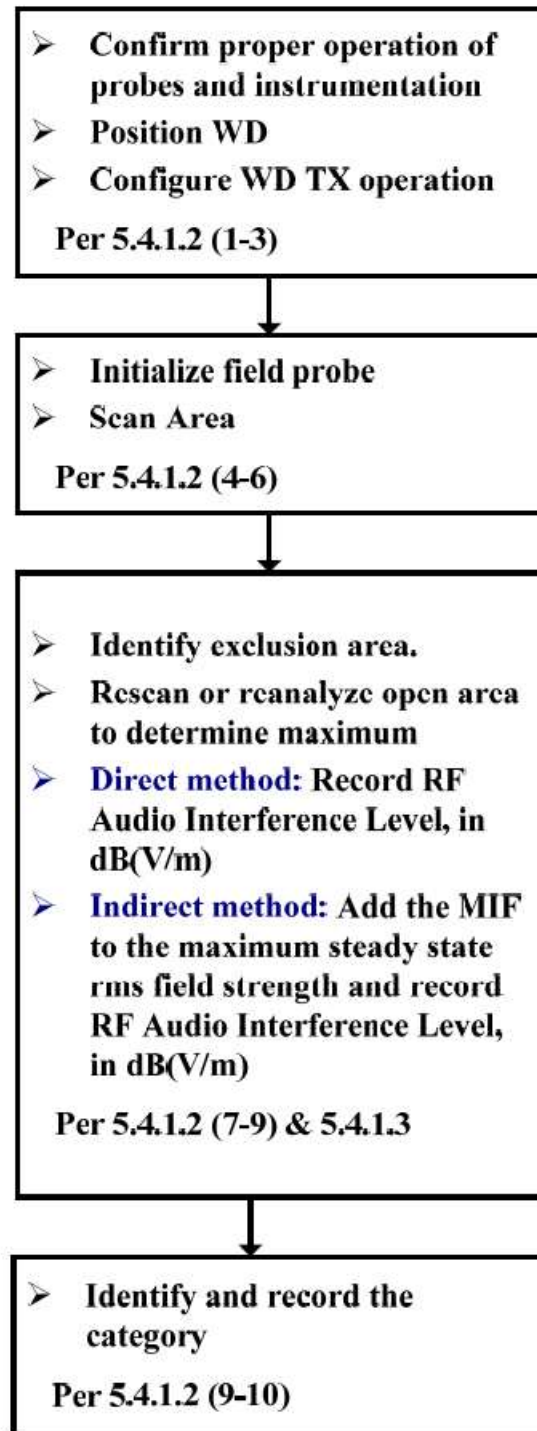 ➢ Confirm proper operation of
probes and instrumentation
➢ Position WD
➢ Configure WD TX operation
Per 5.4.1.2 (1-3)
➢ Initialize field probe
➢ Scan Area
Per 5.4.1.2 (4-6)
➢ Identify exclusion area.
➢ Rescan or reanalyze open area
to determine maximum
➢ Direct method: Record RF
Audio Interference Level, in
dB(V/m)
➢ Indirect method: Add the MIF
to the maximum steady state
rms field strength and record
RF Audio Interference Level,
in dB(V/m)
Per 5.4.1.2 (7-9) & 5.4.1.3
➢ Identify and record the
category
Per 5.4.1.2 (9-10)